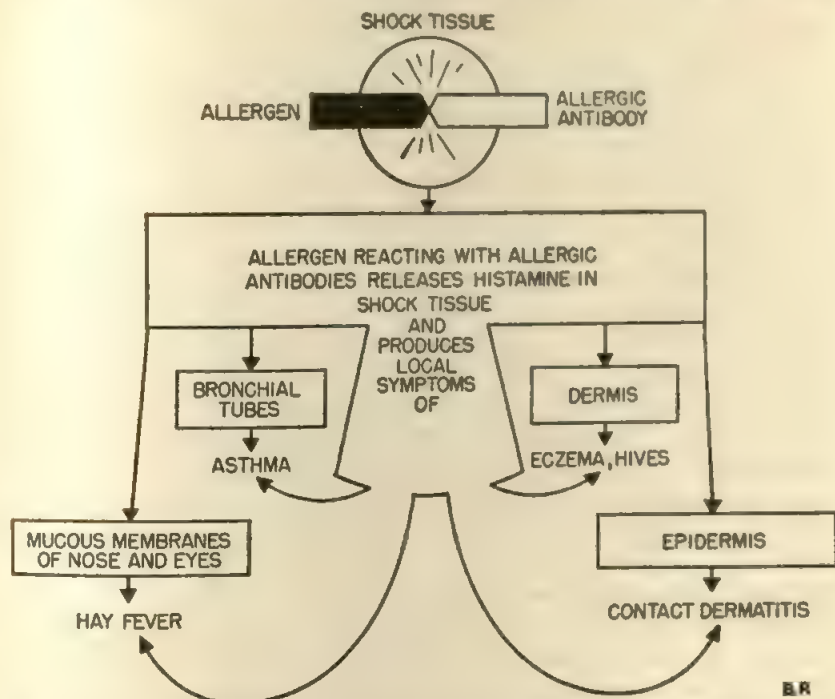 SHOCK TISSUE
ALLERGEN
ALLERGIC
ANTIBODY
ALLERGEN REACTING WITH ALLERGIC
ANTIBODIES RELEASES HISTAMINE IN
SHOCK TISSUE
AND
PRODUCES
LOCAL
SYMPTOMS
OF
BRONCHIAL
TUBES
ASTHMA
DERMIS
ECZEMA, HIVES
MUCOUS MEMBRANES
OF NOSE AND EYES
HAY FEVER
EPIDERMIS
CONTACT DERMATITIS
B.R